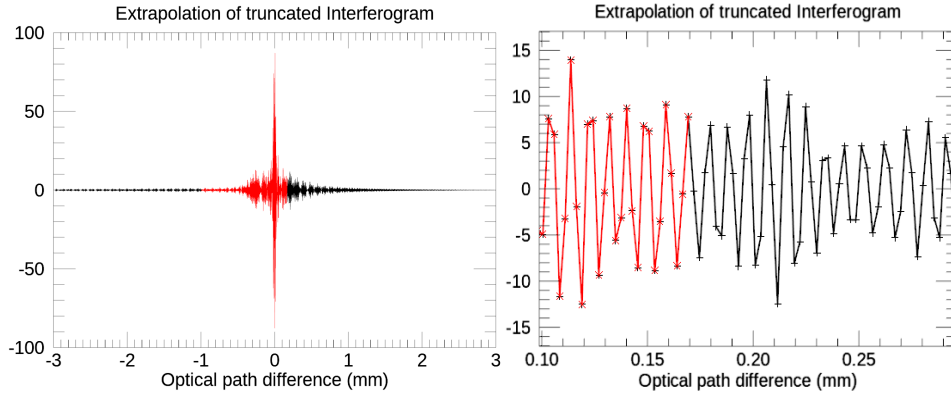 Extrapolation of truncated Interferogram
100
50
0
-50
-100
-3 -2 -1 0 1 2 3
Optical path difference (mm)
Extrapolation of truncated Interferogram
15
10
5
0
-5
-10
-15
0.10 0.15 0.20 0.25
Optical path difference (mm)